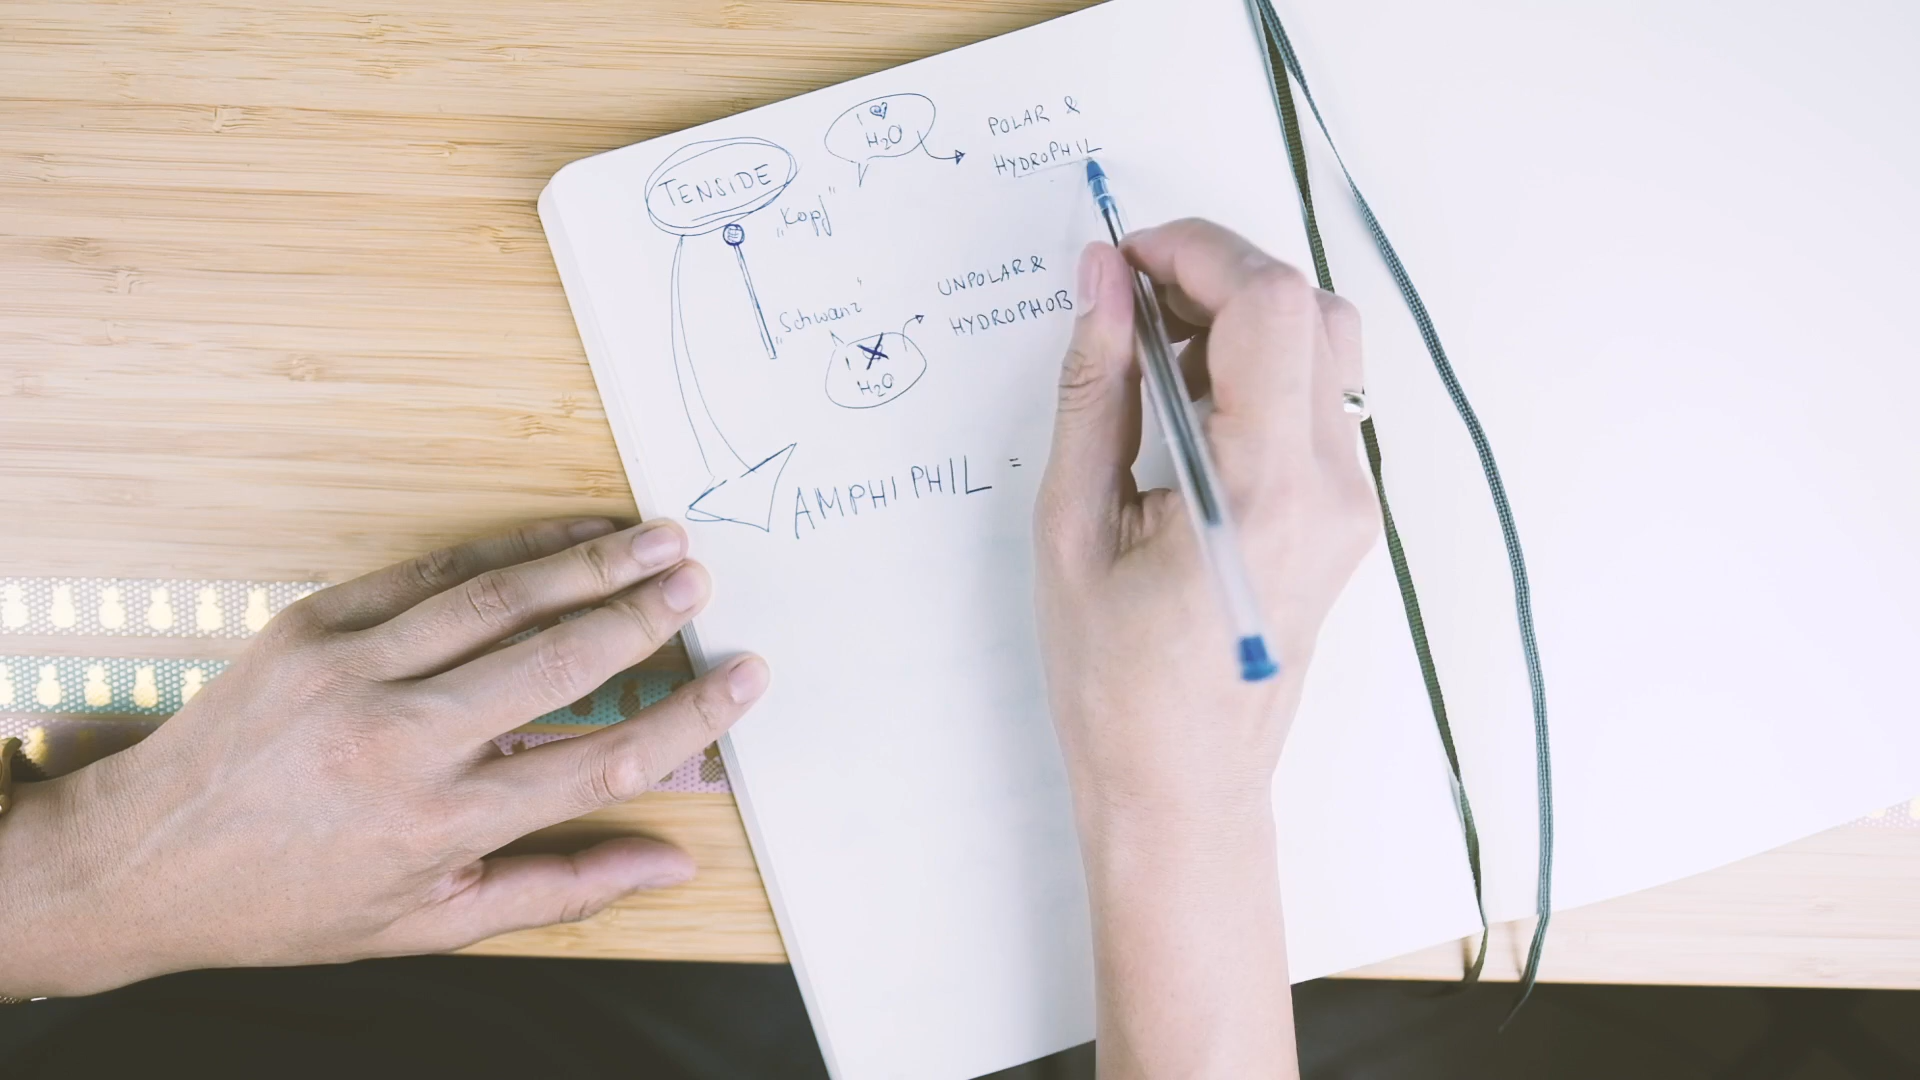 TENSIDE
I ♥
H₂O
POLAR &
HYDROPHIL
„Kopf"
„Schwanz"
I
H₂O
UNPOLAR &
HYDROPHOB
AMPHIPHIL =